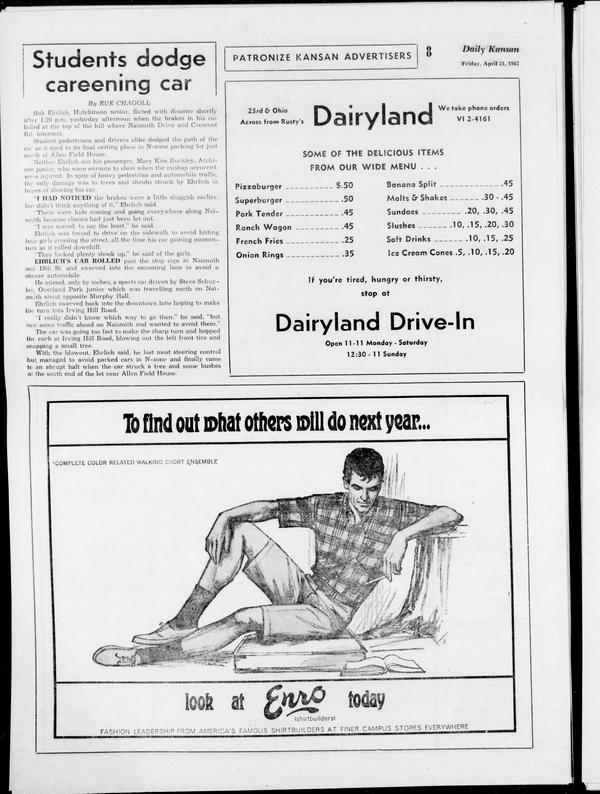 Students dodge
careening car
By RUE CHAGOLL
Bob Ehrlich, Hutchinson senior, flirted with disaster shortly
after 1:20 p.m. yesterday afternoon when the brakes in his car
failed at the top of the hill where Naismith Drive and Crescent
Rd. intersect.
Student pedestrians and drivers alike dodged the path of the
car as it sped to its final resting place in N-zone parking lot just
south of Allen Field House.
Neither Ehrlich nor his passenger, Mary Kim Buckley, Atchi-
son junior, who were enroute to class when the mishap occurred,
were injured. In spite of heavy pedestrian and automobile traffic,
the only damage was to trees and shrubs struck by Ehrlich in
hopes of slowing his car.
"I HAD NOTICED the brakes were a little sluggish earlier,
but didn't think anything of it," Ehrlich said.
"There were kids coming and going everywhere along Nai-
smith because classes had just been let out.
"I was scared, to say the least," he said.
Ehrlich was forced to drive on the sidewalk to avoid hitting
four girls crossing the street, all the time his car gaining momen-
tum as it rolled downhill.
"They looked plenty shook up," he said of the girls.
EHRLICH'S CAR ROLLED past the stop sign at Naismith
and 15th St. and swerved into the oncoming lane to avoid a
slower automobile.
He missed, only by inches, a sports car driven by Steve Schuy-
ler, Overland Park junior which was travelling north on Nai-
smith about opposite Murphy Hall.
Ehrlich swerved back into the downtown lane hoping to make
the turn into Irving Hill Road.
"I really didn't know which way to go then," he said, "but
saw some traffic ahead on Naismith and wanted to avoid them."
The car was going too fast to make the sharp turn and hopped
the curb at Irving Hill Road, blowing out the left front tire and
snapping a small tree.
With the blowout, Ehrlich said, he lost most steering control
but managed to avoid parked cars in N-zone and finally came
to an abrupt halt when the car struck a tree and some bushes
at the south end of the lot near Allen Field House.
PATRONIZE KANSAN ADVERTISERS
8
Daily Kansan
Friday, April 21, 1967
23rd & Ohio
Across from Rusty's
Dairyland
We take phone orders
VI 2-4161
SOME OF THE DELICIOUS ITEMS
FROM OUR WIDE MENU . . .
Pizzaburger $.50
Superburger .50
Pork Tender .45
Ranch Wagon .45
French Fries .25
Onion Rings .35
Banana Split .45
Malts & Shakes .30 - .45
Sundaes .20, .30, .45
Slushes .10, .15, .20, .30
Soft Drinks .10, .15, .25
Ice Cream Cones .5, .10, .15, .20
If you're tired, hungry or thirsty,
stop at
Dairyland Drive-In
Open 11-11 Monday - Saturday
12:30 - 11 Sunday
To find out what others will do next year...
*COMPLETE COLOR RELATED WALKING SHORT ENSEMBLE
look at Enro today
(shirtbuilders)
FASHION LEADERSHIP FROM AMERICA'S FAMOUS SHIRTBUILDERS AT FINER CAMPUS STORES EVERYWHERE